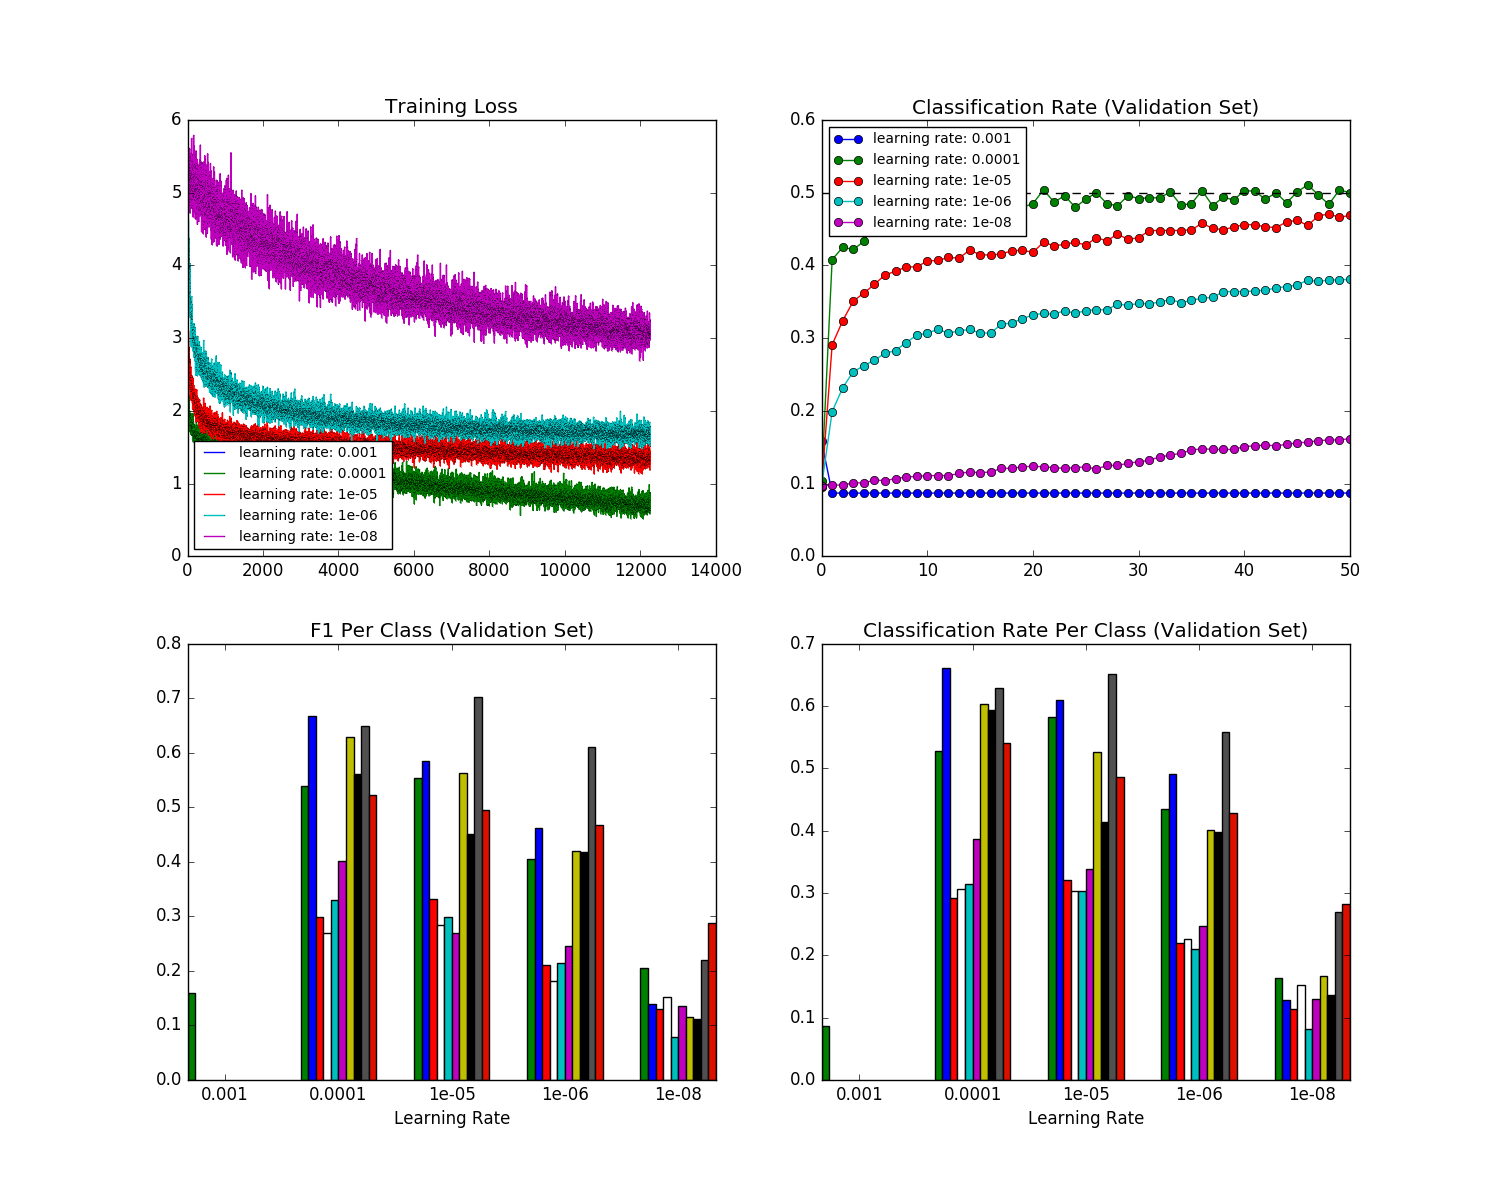 Training Loss
6
5
4
3
2
1
0
learning rate: 0.001
learning rate: 0.0001
learning rate: 1e-05
learning rate: 1e-06
learning rate: 1e-08
0 2000 4000 6000 8000 10000 12000 14000
Classification Rate (Validation Set)
0.6
0.5
0.4
0.3
0.2
0.1
0.0
learning rate: 0.001
learning rate: 0.0001
learning rate: 1e-05
learning rate: 1e-06
learning rate: 1e-08
0 10 20 30 40 50
F1 Per Class (Validation Set)
0.8
0.7
0.6
0.5
0.4
0.3
0.2
0.1
0.0
0.001 0.0001 1e-05 1e-06 1e-08
Learning Rate
Classification Rate Per Class (Validation Set)
0.7
0.6
0.5
0.4
0.3
0.2
0.1
0.0
0.001 0.0001 1e-05 1e-06 1e-08
Learning Rate